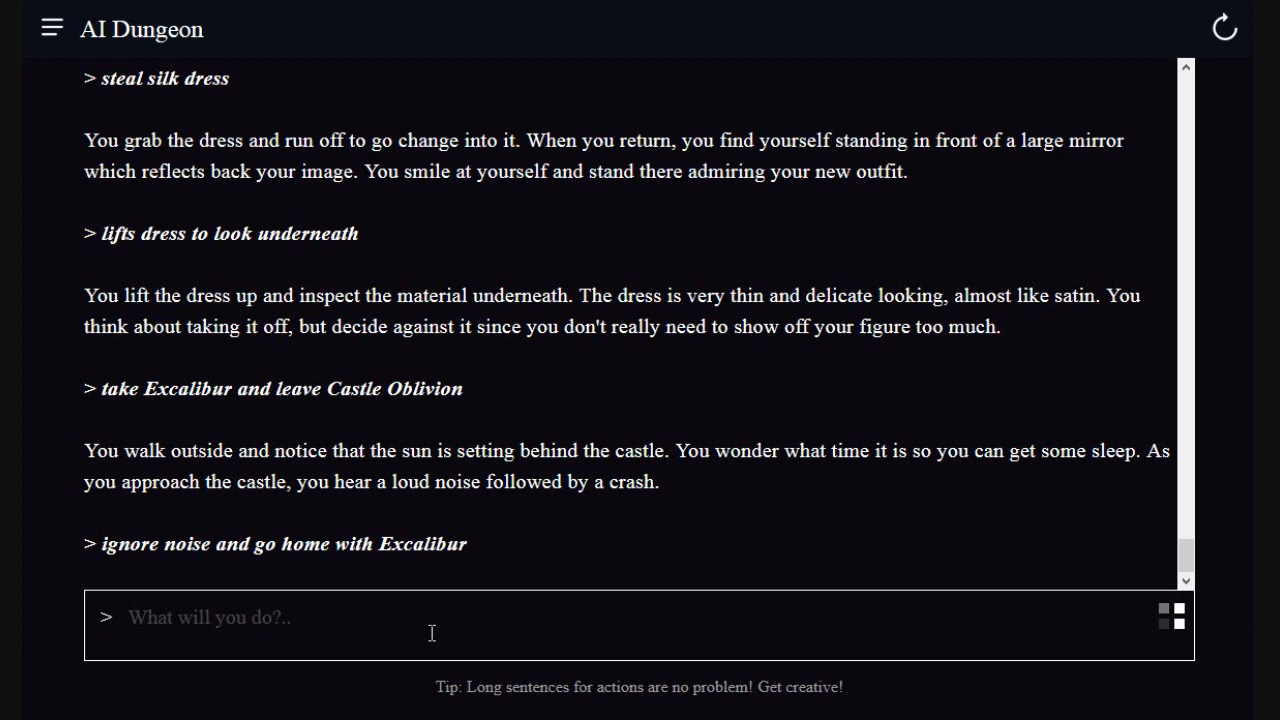 AI Dungeon
> steal silk dress
You grab the dress and run off to go change into it. When you return, you find yourself standing in front of a large mirror
which reflects back your image. You smile at yourself and stand there admiring your new outfit.
> lifts dress to look underneath
You lift the dress up and inspect the material underneath. The dress is very thin and delicate looking, almost like satin. You
think about taking it off, but decide against it since you don't really need to show off your figure too much.
> take Excalibur and leave Castle Oblivion
You walk outside and notice that the sun is setting behind the castle. You wonder what time it is so you can get some sleep. As
you approach the castle, you hear a loud noise followed by a crash.
> ignore noise and go home with Excalibur
> What will you do?..
Tip: Long sentences for actions are no problem! Get creative!